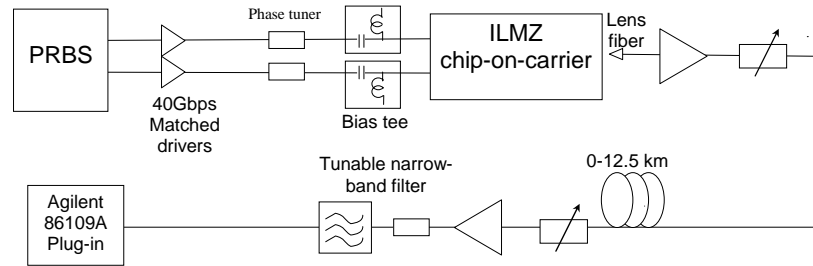 Phase tuner
PRBS
ILMZ
chip-on-carrier
Lens
fiber
40Gbps
Matched
drivers
Bias tee
Tunable narrow-
band filter
0-12.5 km
Agilent
86109A
Plug-in